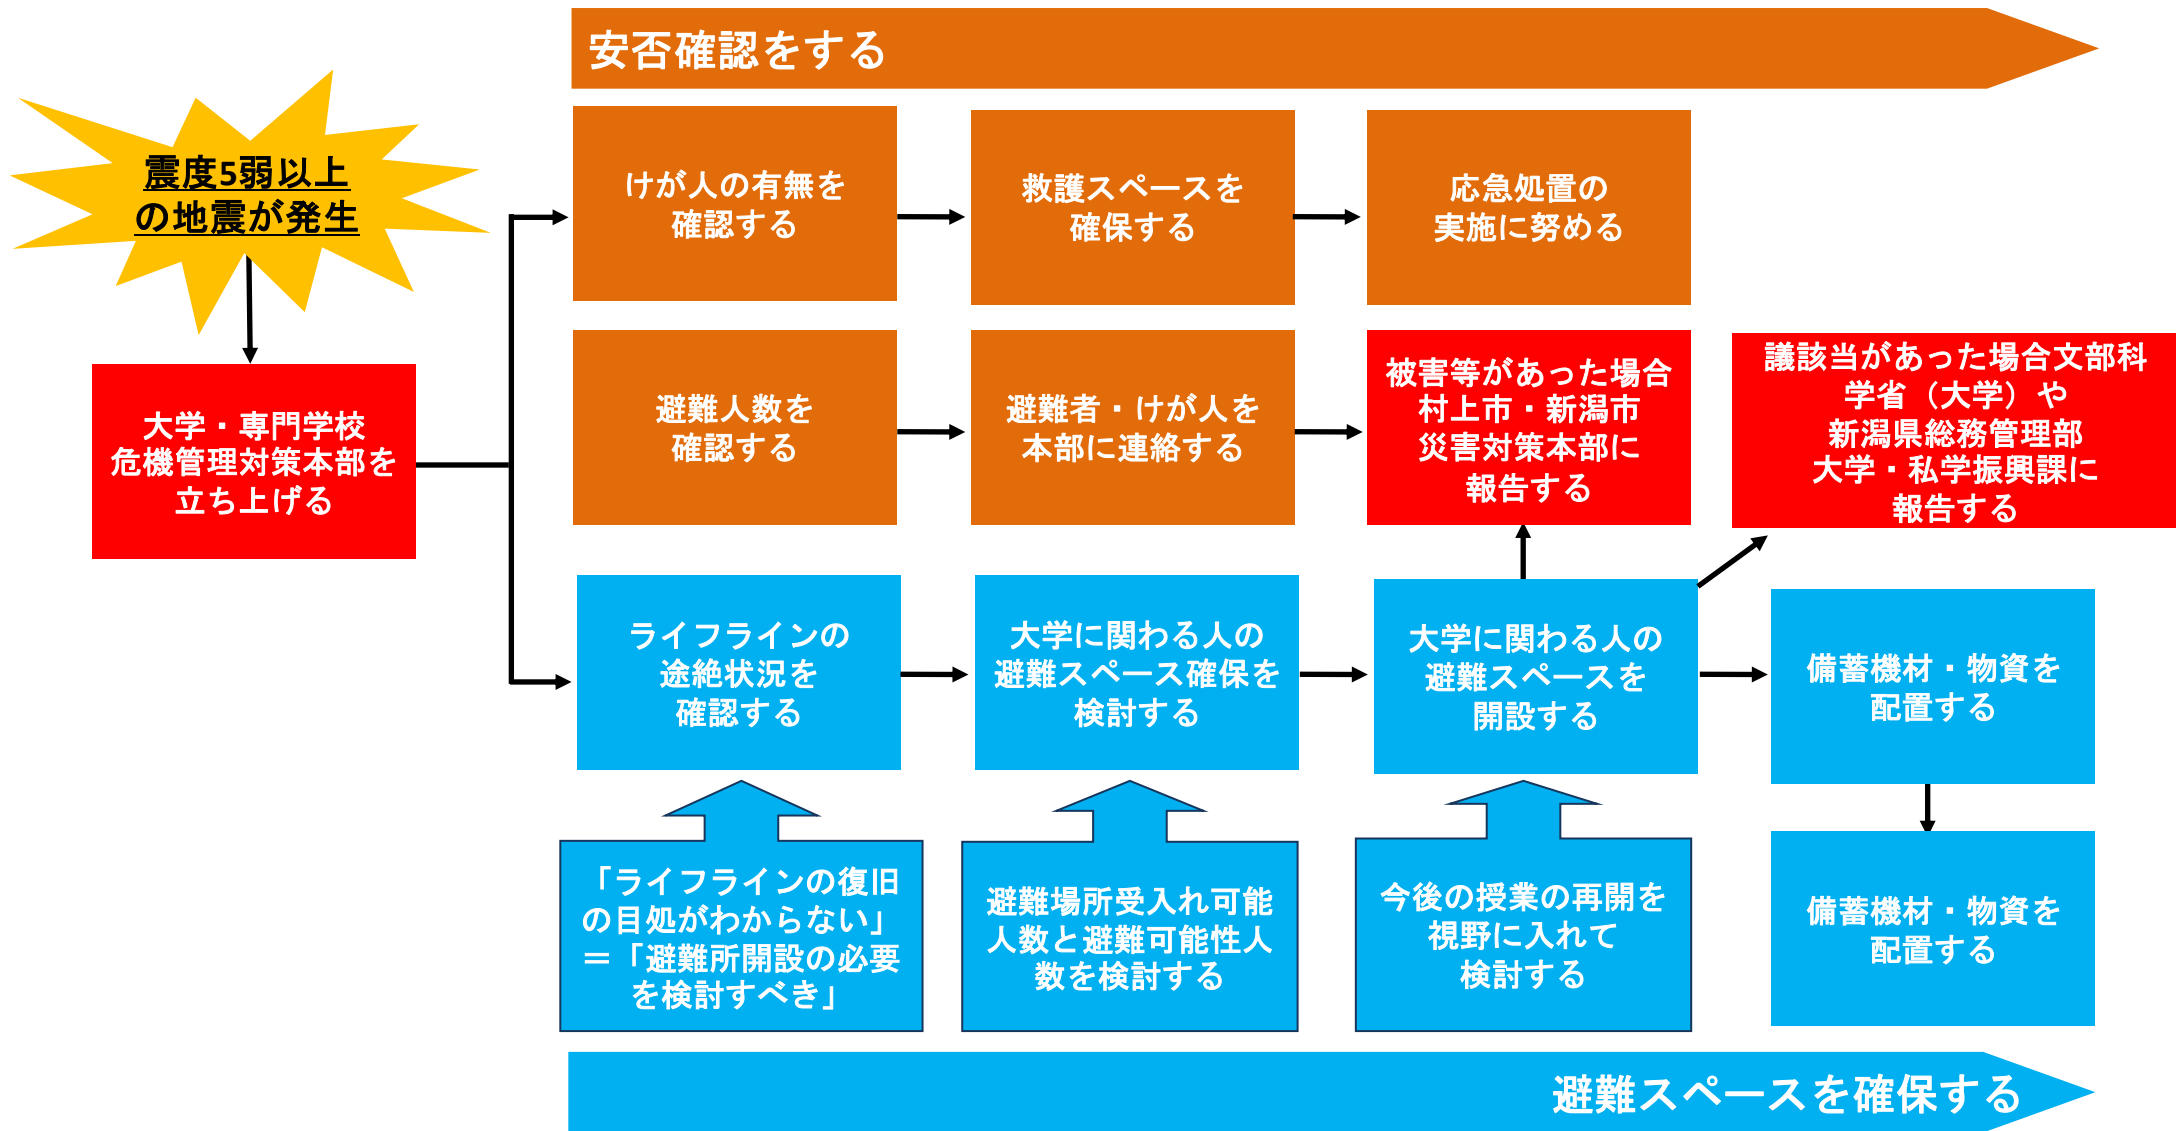 安否確認をする
震度5弱以上
の地震が発生
けが人の有無を
確認する
救護スペースを
確保する
応急処置の
実施に努める
大学・専門学校
危機管理対策本部を
立ち上げる
避難人数を
確認する
避難者・けが人を
本部に連絡する
被害等があった場合
村上市・新潟市
災害対策本部に
報告する
議該当があった場合文部科
学省（大学）や
新潟県総務管理部
大学・私学振興課に
報告する
ライフラインの
途絶状況を
確認する
大学に関わる人の
避難スペース確保を
検討する
大学に関わる人の
避難スペースを
開設する
備蓄機材・物資を
配置する
「ライフラインの復旧
の目処がわからない」
＝「避難所開設の必要
を検討すべき」
避難場所受入れ可能
人数と避難可能性人
数を検討する
今後の授業の再開を
視野に入れて
検討する
備蓄機材・物資を
配置する
避難スペースを確保する